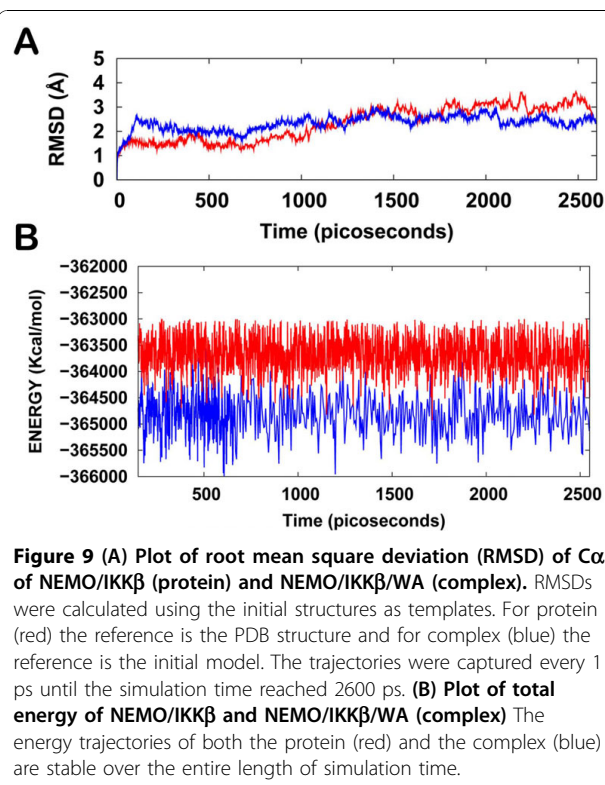 A
RMSD (Å)
5
4
3
2
1
0
0 500 1000 1500 2000 2500
Time (picoseconds)
B
ENERGY (Kcal/mol)
−362000
−362500
−363000
−363500
−364000
−364500
−365000
−365500
−366000
500 1000 1500 2000 2500
Time (picoseconds)
Figure 9 (A) Plot of root mean square deviation (RMSD) of Cα
of NEMO/IKKβ (protein) and NEMO/IKKβ/WA (complex). RMSDs
were calculated using the initial structures as templates. For protein
(red) the reference is the PDB structure and for complex (blue) the
reference is the initial model. The trajectories were captured every 1
ps until the simulation time reached 2600 ps. (B) Plot of total
energy of NEMO/IKKβ and NEMO/IKKβ/WA (complex) The
energy trajectories of both the protein (red) and the complex (blue)
are stable over the entire length of simulation time.